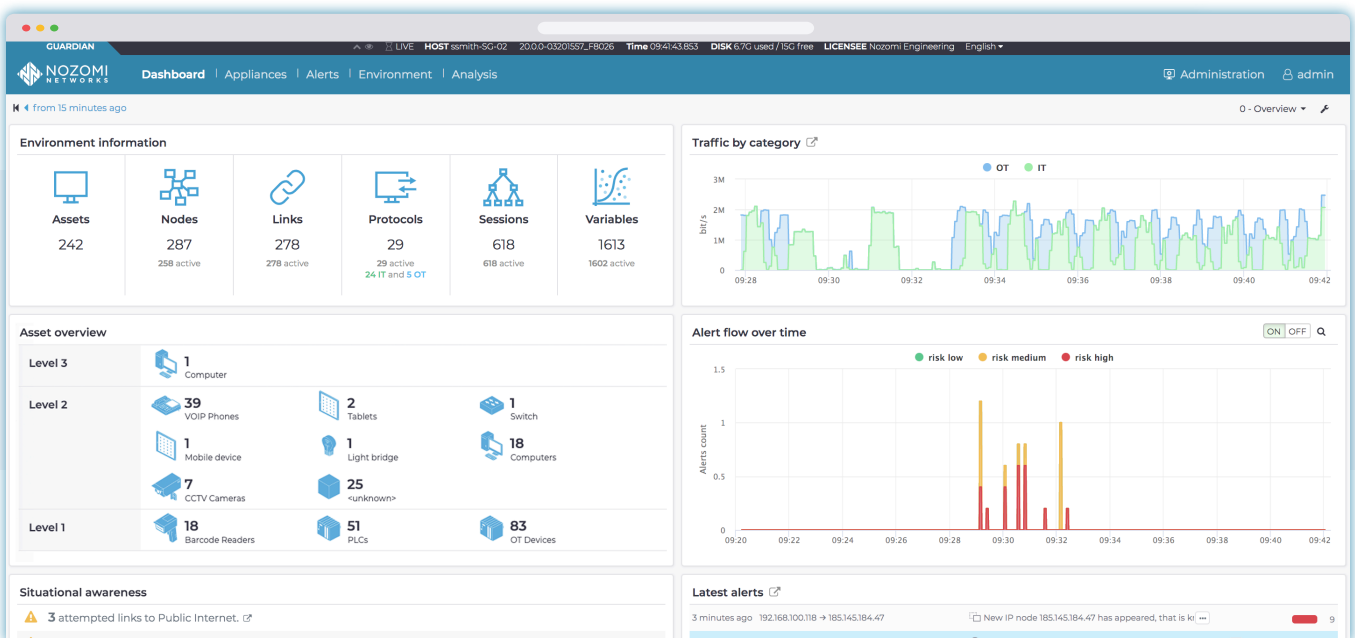 GUARDIAN
LIVE HOST ssmith-SG-02 20.0.0-03201557_F8026 Time 09:41:43.853 DISK 6.7G used / 15G free LICENSEE Nozomi Engineering English
NOZOMI NETWORKS
Dashboard Appliances Alerts Environment Analysis Administration admin
from 15 minutes ago
0 - Overview
Environment information
Assets Nodes Links Protocols Sessions Variables
242 287 278 29 618 1613
258 active 278 active 29 active 618 active 1602 active
24 IT and 5 OT
Traffic by category
OT IT
bit/s
3M
2M
1M
0
09:28 09:30 09:32 09:34 09:36 09:38 09:40 09:42
Asset overview
Level 3
1 Computer
Level 2
39 VOIP Phones
2 Tablets
1 Switch
1 Mobile device
1 Light bridge
18 Computers
7 CCTV Cameras
25 <unknown>
Level 1
18 Barcode Readers
51 PLCs
83 OT Devices
Alert flow over time
ON OFF
risk low risk medium risk high
Alerts count
1.5
1
0.5
0
09:20 09:22 09:24 09:26 09:28 09:30 09:32 09:34 09:36 09:38 09:40 09:42
Situational awareness
3 attempted links to Public Internet.
Latest alerts
3 minutes ago 192.168.100.118 → 185.145.184.47 New IP node 185.145.184.47 has appeared, that is ... 9